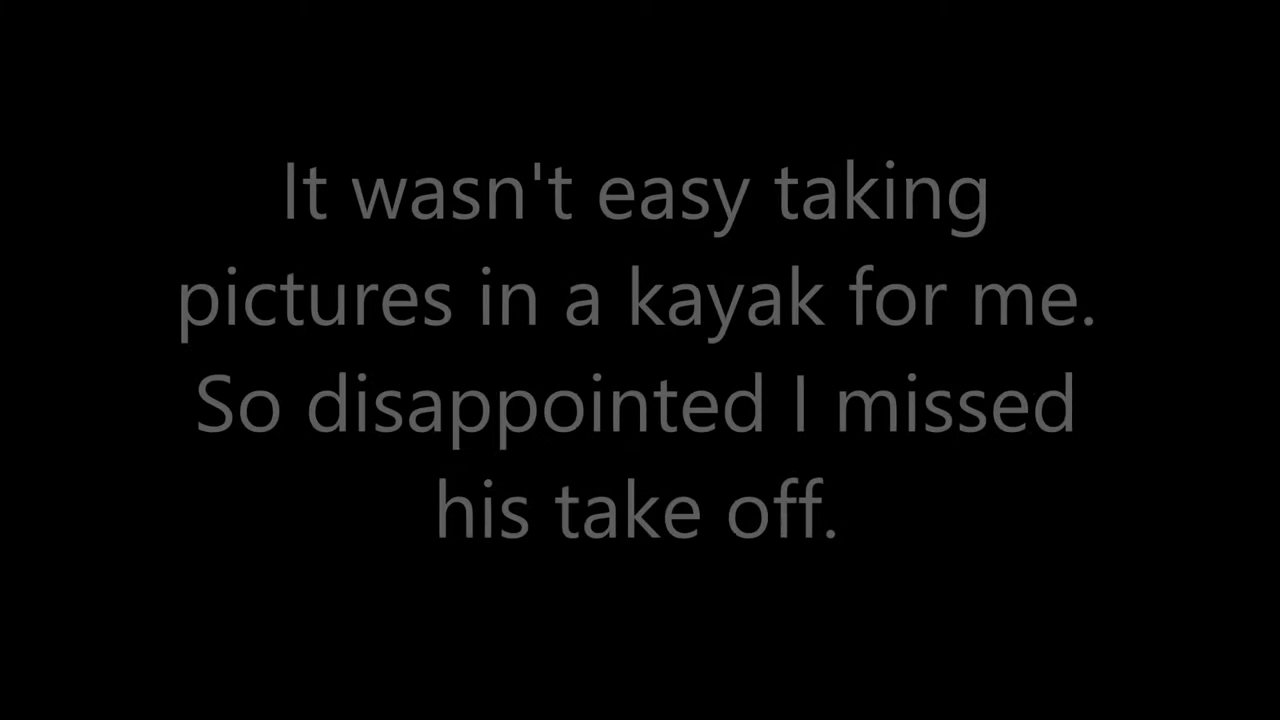 It wasn't easy taking
pictures in a kayak for me.
So disappointed I missed
his take off.